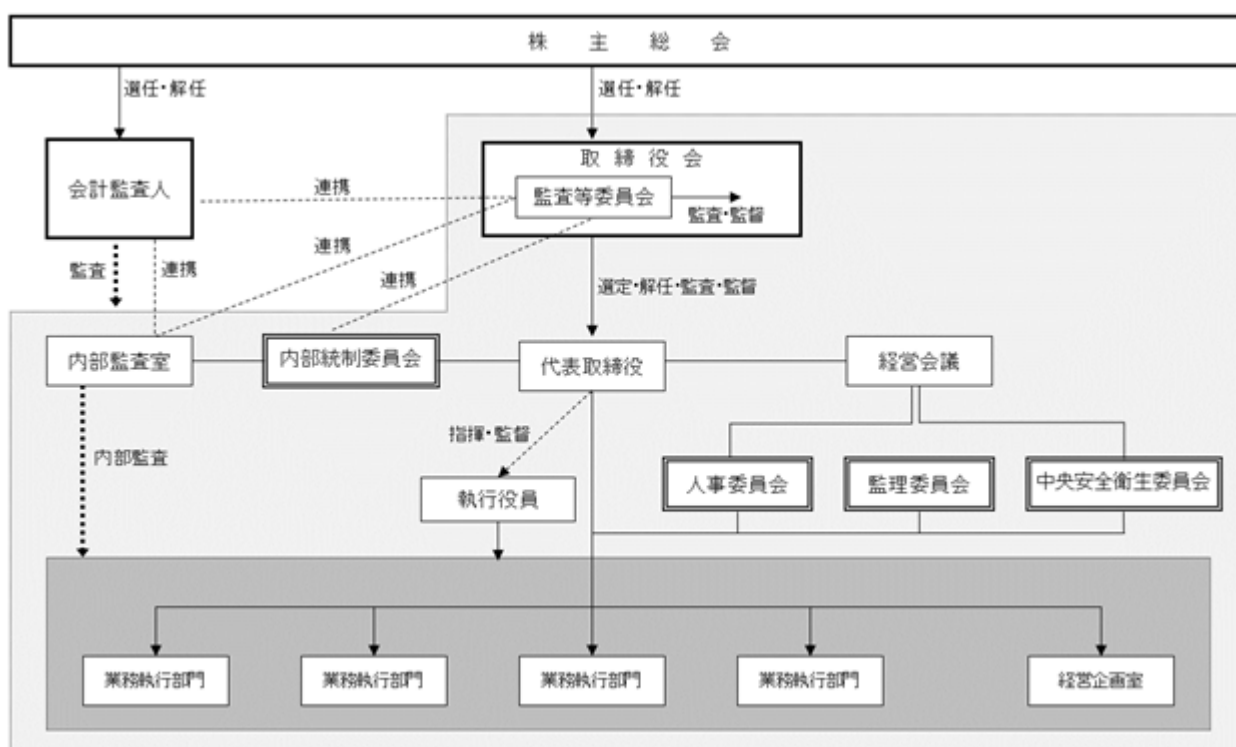 株主総会
選任・解任
選任・解任
会計監査人
取締役会
監査等委員会
監査・監督
連携
連携
連携
監査
連携
選定・解任・監査・監督
内部監査室
内部統制委員会
代表取締役
経営会議
指揮・監督
内部監査
執行役員
人事委員会
監理委員会
中央安全衛生委員会
業務執行部門
業務執行部門
業務執行部門
業務執行部門
経営企画室